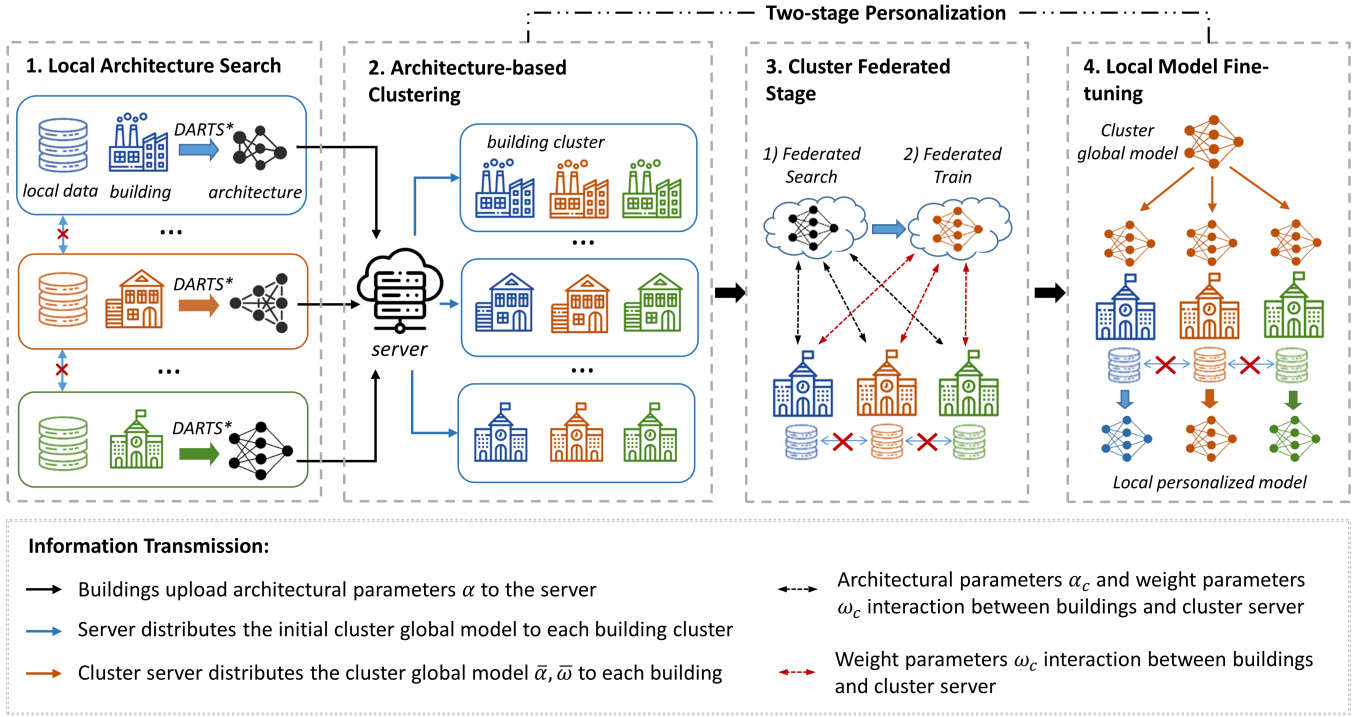 Two-stage Personalization
1. Local Architecture Search
DARTS*
local data
building
architecture
...
DARTS*
...
DARTS*
2. Architecture-based
Clustering
server
building cluster
...
...
3. Cluster Federated
Stage
1) Federated
Search
2) Federated
Train
4. Local Model Fine-
tuning
Cluster
global model
Local personalized model
Information Transmission:
Buildings upload architectural parameters α to the server
Server distributes the initial cluster global model to each building cluster
Cluster server distributes the cluster global model ᾱ, ω̄ to each building
Architectural parameters α_c and weight parameters
ω_c interaction between buildings and cluster server
Weight parameters ω_c interaction between buildings
and cluster server